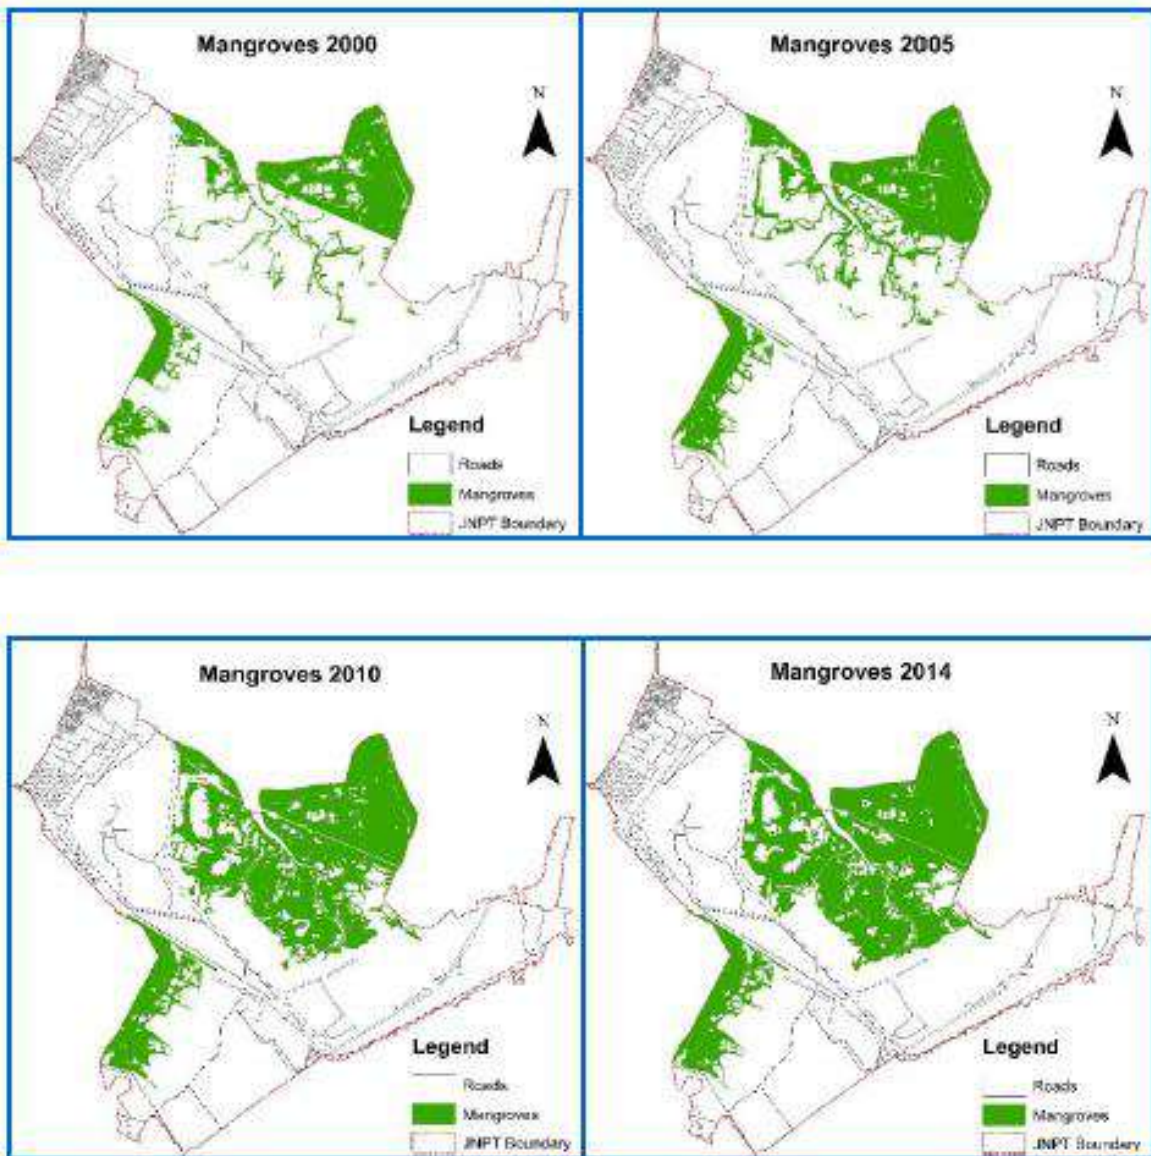 Mangroves 2000
N
Legend
Roads
Mangroves
JNPT Boundary
Mangroves 2005
N
Legend
Roads
Mangroves
JNPT Boundary
Mangroves 2010
N
Legend
Roads
Mangroves
JNPT Boundary
Mangroves 2014
N
Legend
Roads
Mangroves
JNPT Boundary